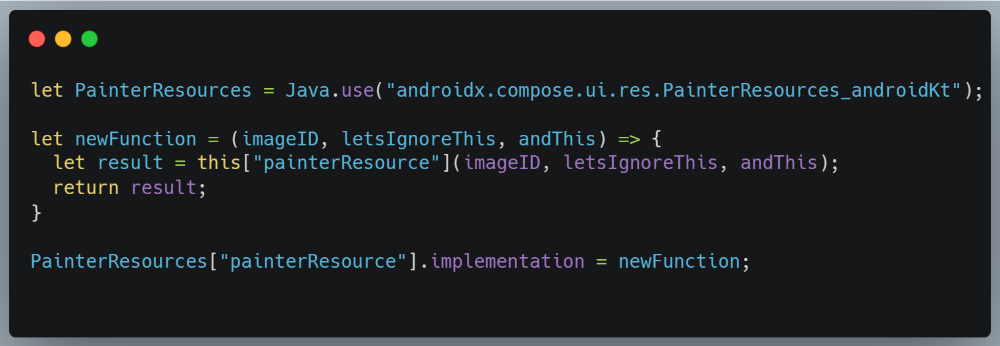 let PainterResources = Java.use("androidx.compose.ui.res.PainterResources_androidKt");
let newFunction = (imageID, letsIgnoreThis, andThis) => {
  let result = this["painterResource"](imageID, letsIgnoreThis, andThis);
  return result;
}
PainterResources["painterResource"].implementation = newFunction;